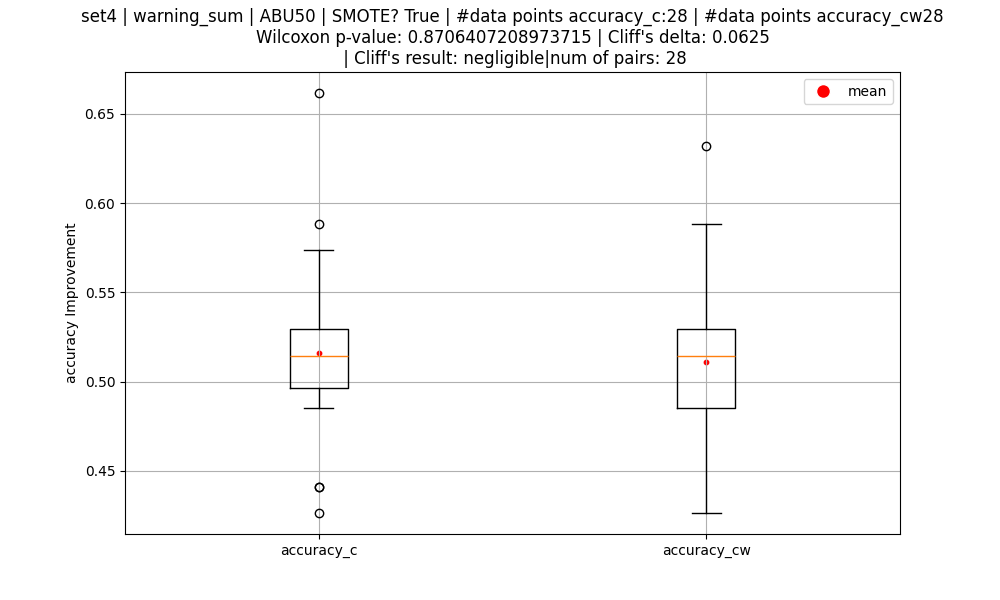 set4 | warning_sum | ABU50 | SMOTE? True | #data points accuracy_c:28 | #data points accuracy_cw28
Wilcoxon p-value: 0.8706407208973715 | Cliff's delta: 0.0625
| Cliff's result: negligible|num of pairs: 28
mean
0.65
0.60
0.55
0.50
0.45
accuracy Improvement
accuracy_c
accuracy_cw